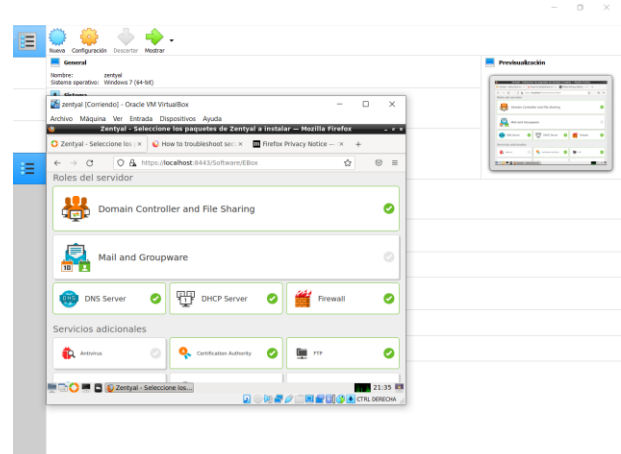 Nueva Configuración Descartar Mostrar
General
Nombre: zentyal
Sistema operativo: Windows 7 (64-bit)
Previsualización
zentyal [Corriendo] - Oracle VM VirtualBox
Archivo Máquina Ver Entrada Dispositivos Ayuda
Zentyal - Seleccione los paquetes de Zentyal a instalar — Mozilla Firefox
Zentyal - Seleccione los
How to troubleshoot sec
Firefox Privacy Notice —
https://localhost:8443/Software/EBox
Roles del servidor
Domain Controller and File Sharing
Mail and Groupware
DNS Server
DHCP Server
Firewall
Servicios adicionales
Antivirus
Certification Authority
FTP
Zentyal - Seleccione los...
21:35
CTRL DERECHA